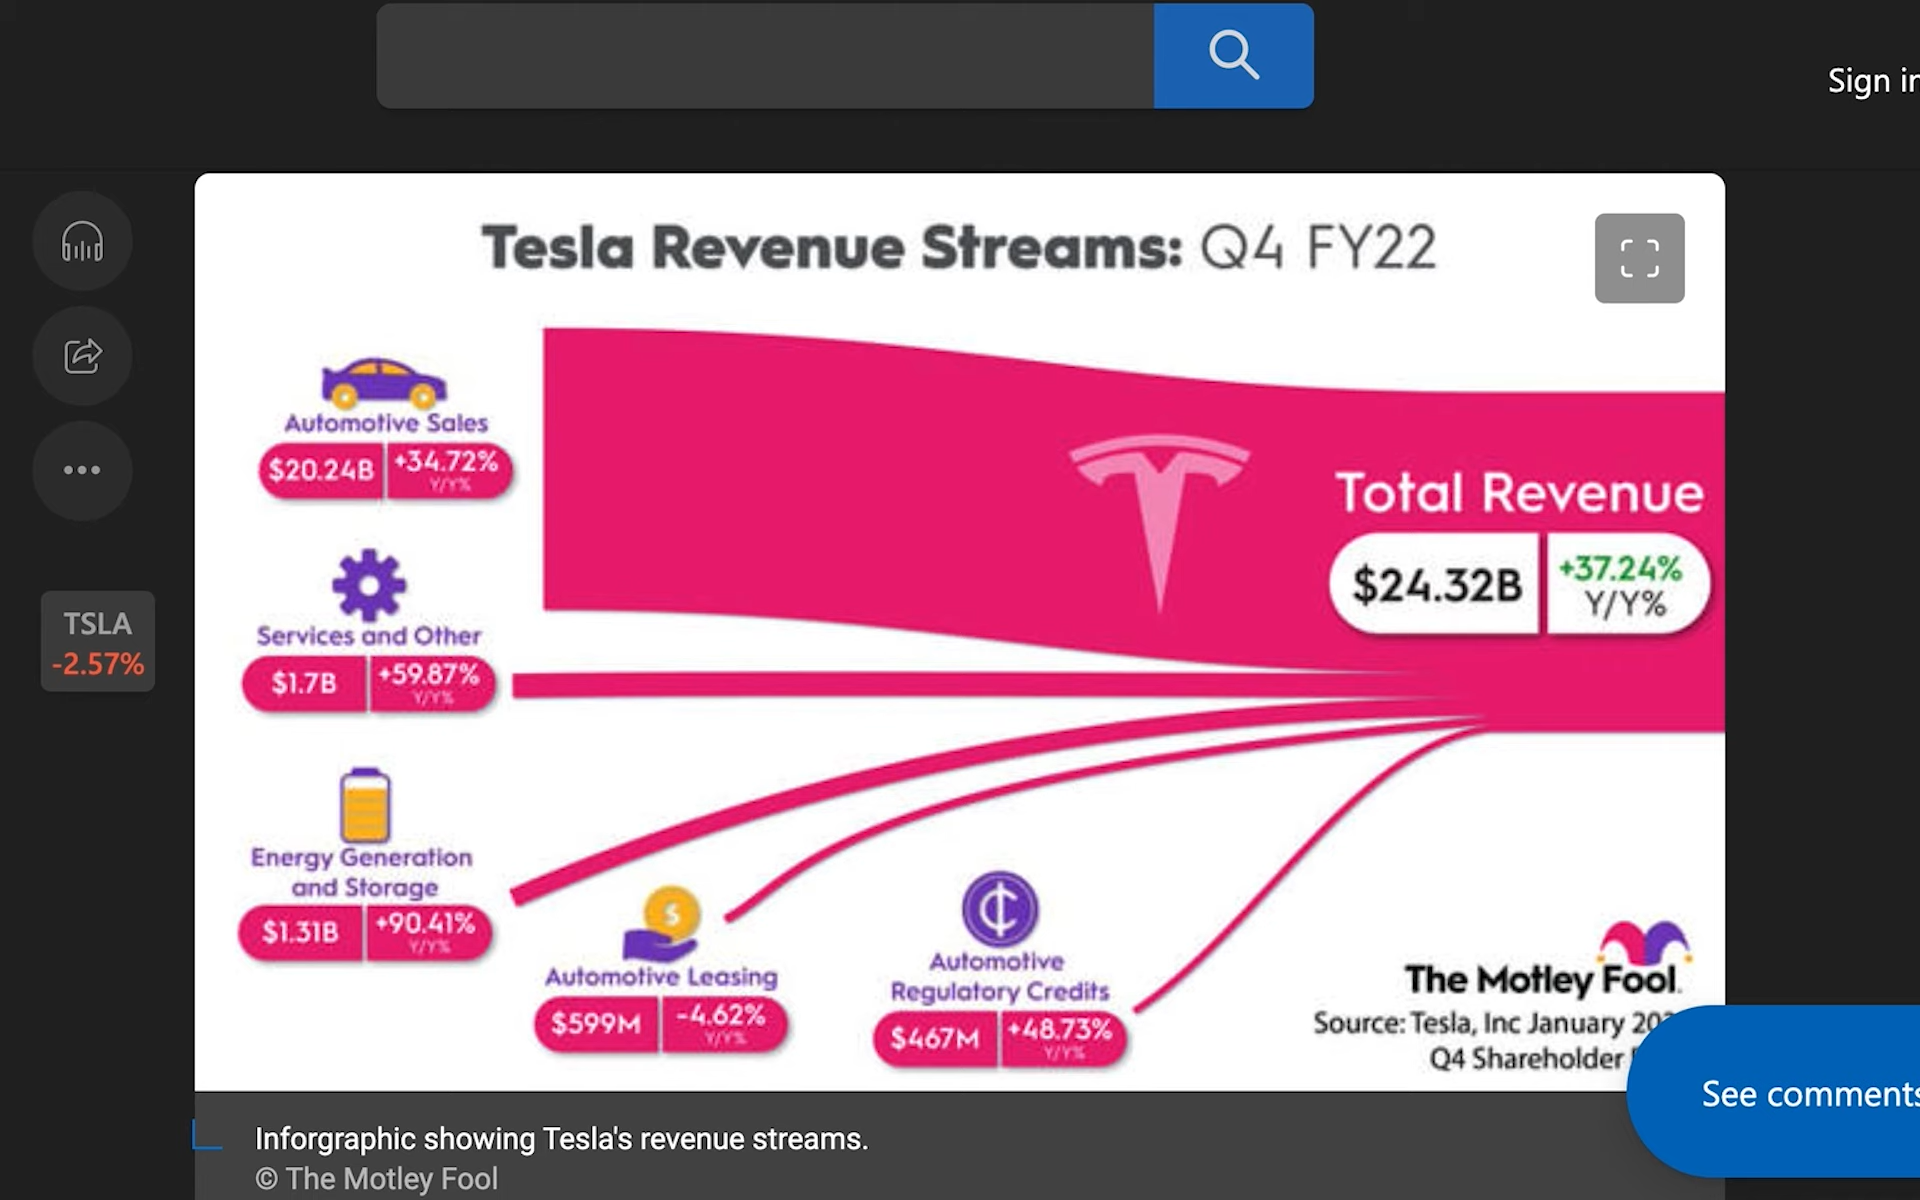 Sign in
Tesla Revenue Streams: Q4 FY22
Automotive Sales
$20.24B +34.72%
Y/Y%
Total Revenue
$24.32B +37.24%
Y/Y%
Services and Other
$1.7B +59.87%
Y/Y%
TSLA
-2.57%
Energy Generation
and Storage
$1.31B +90.41%
Y/Y%
Automotive Leasing
$599M -4.62%
Y/Y%
Automotive
Regulatory Credits
$467M +48.73%
Y/Y%
The Motley Fool.
Source: Tesla, Inc January
Q4 Shareholder
See comments
Inforgraphic showing Tesla's revenue streams.
© The Motley Fool